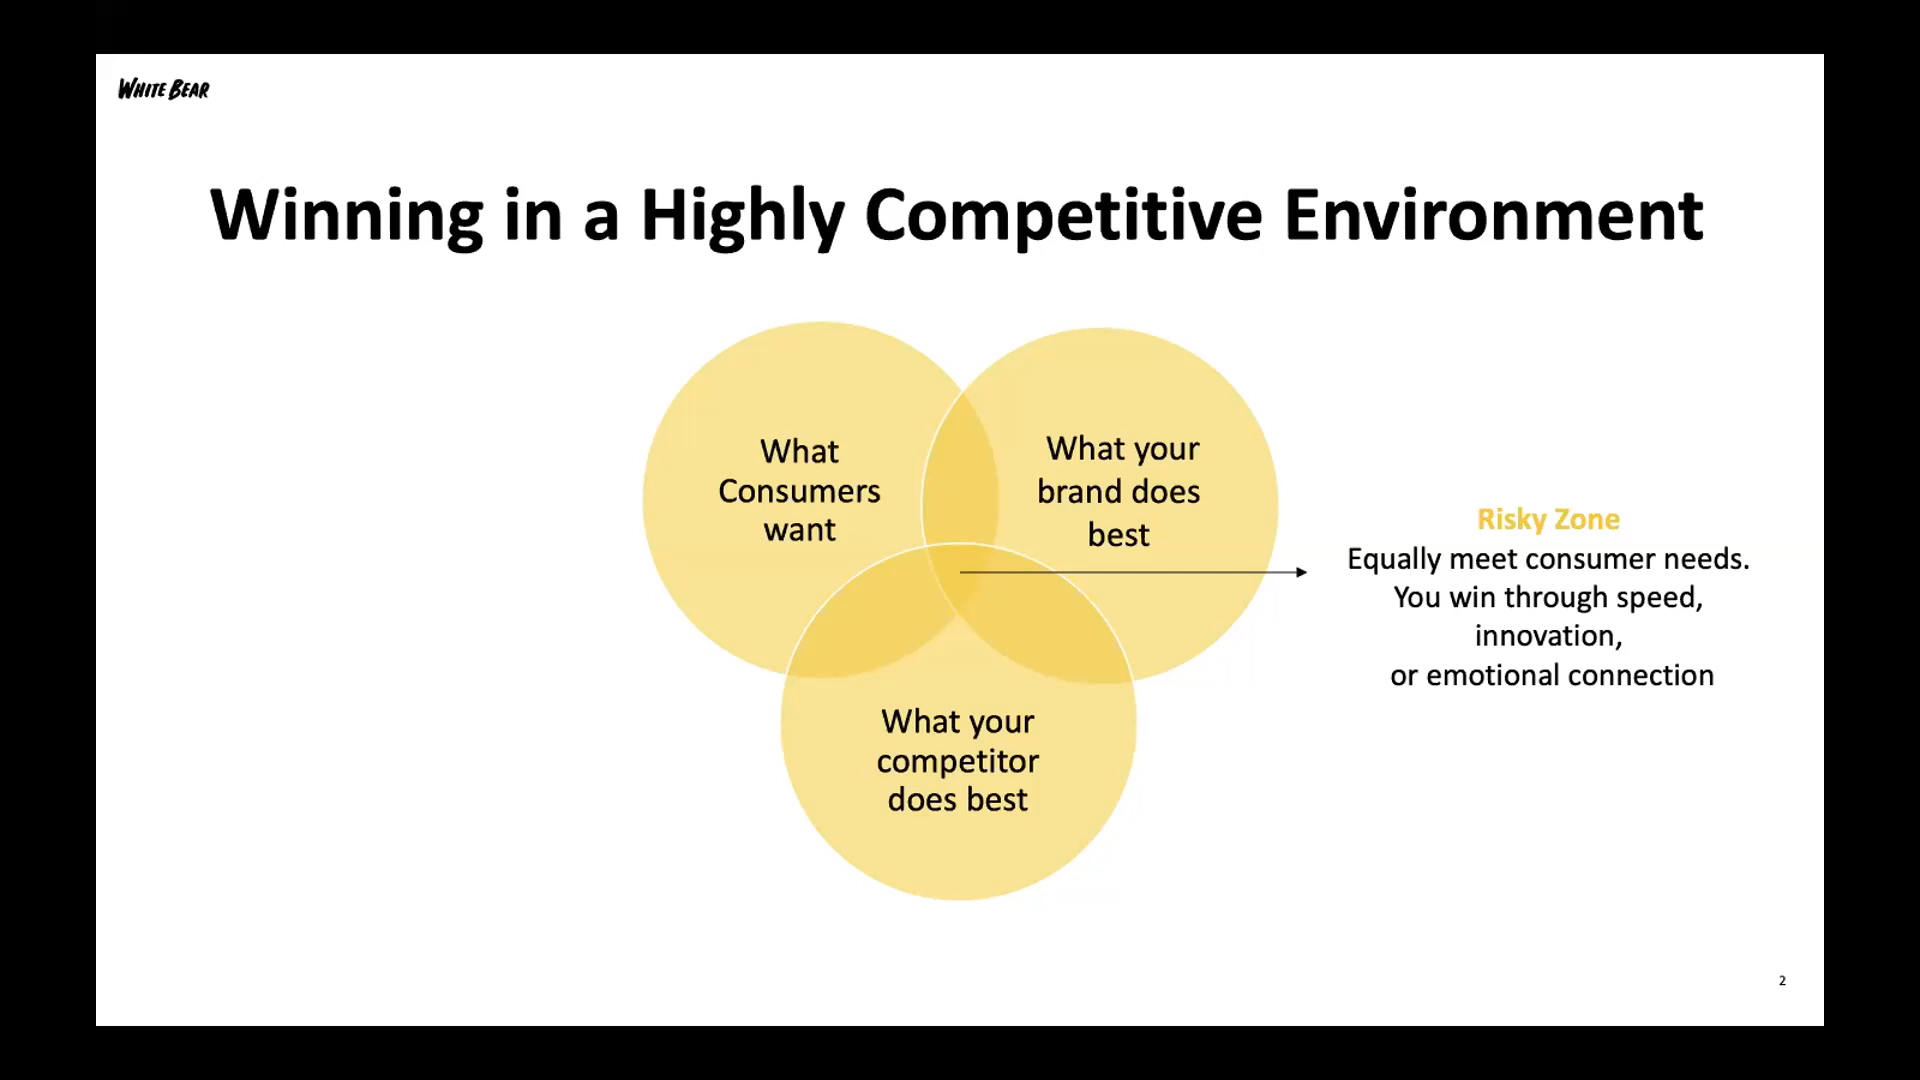 WHITE BEAR
Winning in a Highly Competitive Environment
What
Consumers
want
What your
brand does
best
What your
competitor
does best
Risky Zone
Equally meet consumer needs.
You win through speed,
innovation,
or emotional connection
2